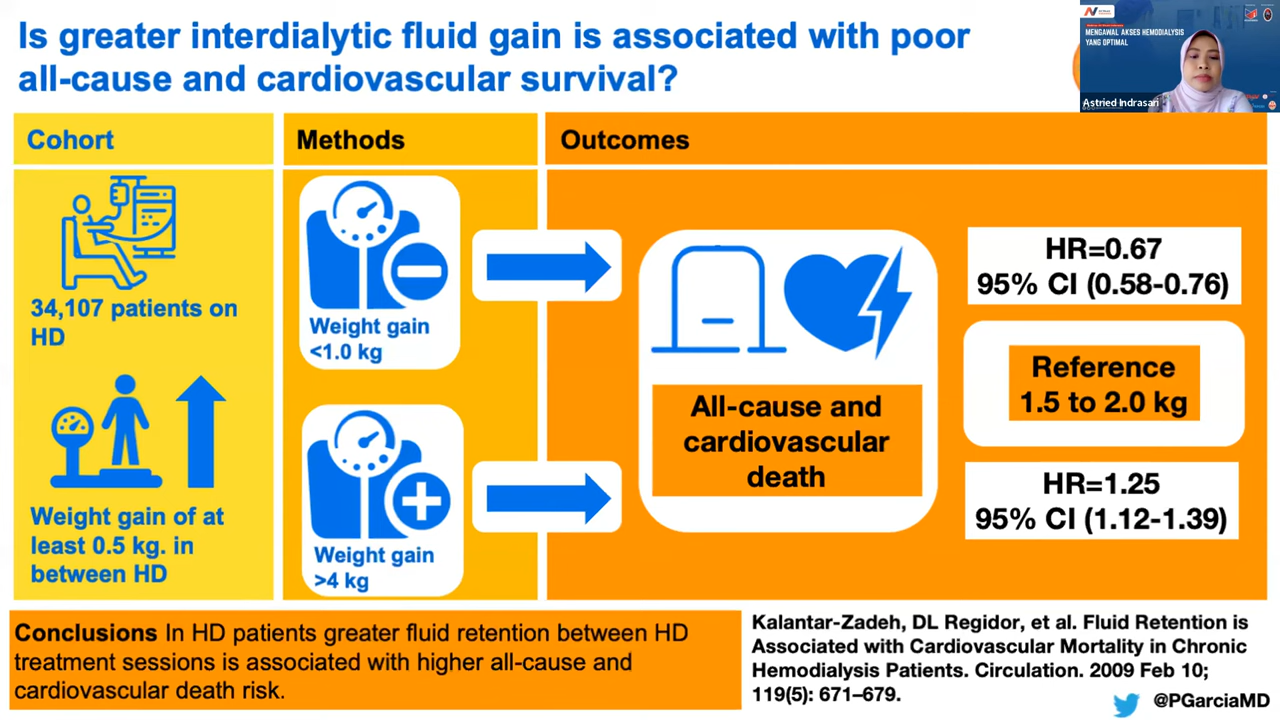 Is greater interdialytic fluid gain is associated with poor
all-cause and cardiovascular survival?
MENGAWAL AKSES HEMODIALYSIS
YANG OPTIMAL
Astried Indrasari
Cohort
Methods
Outcomes
34,107 patients on
HD
Weight gain of at
least 0.5 kg. in
between HD
Weight gain
<1.0 kg
Weight gain
>4 kg
All-cause and
cardiovascular
death
HR=0.67
95% CI (0.58-0.76)
Reference
1.5 to 2.0 kg
HR=1.25
95% CI (1.12-1.39)
Conclusions In HD patients greater fluid retention between HD
treatment sessions is associated with higher all-cause and
cardiovascular death risk.
Kalantar-Zadeh, DL Regidor, et al. Fluid Retention is
Associated with Cardiovascular Mortality in Chronic
Hemodialysis Patients. Circulation. 2009 Feb 10;
119(5): 671–679.
@PGarciaMD